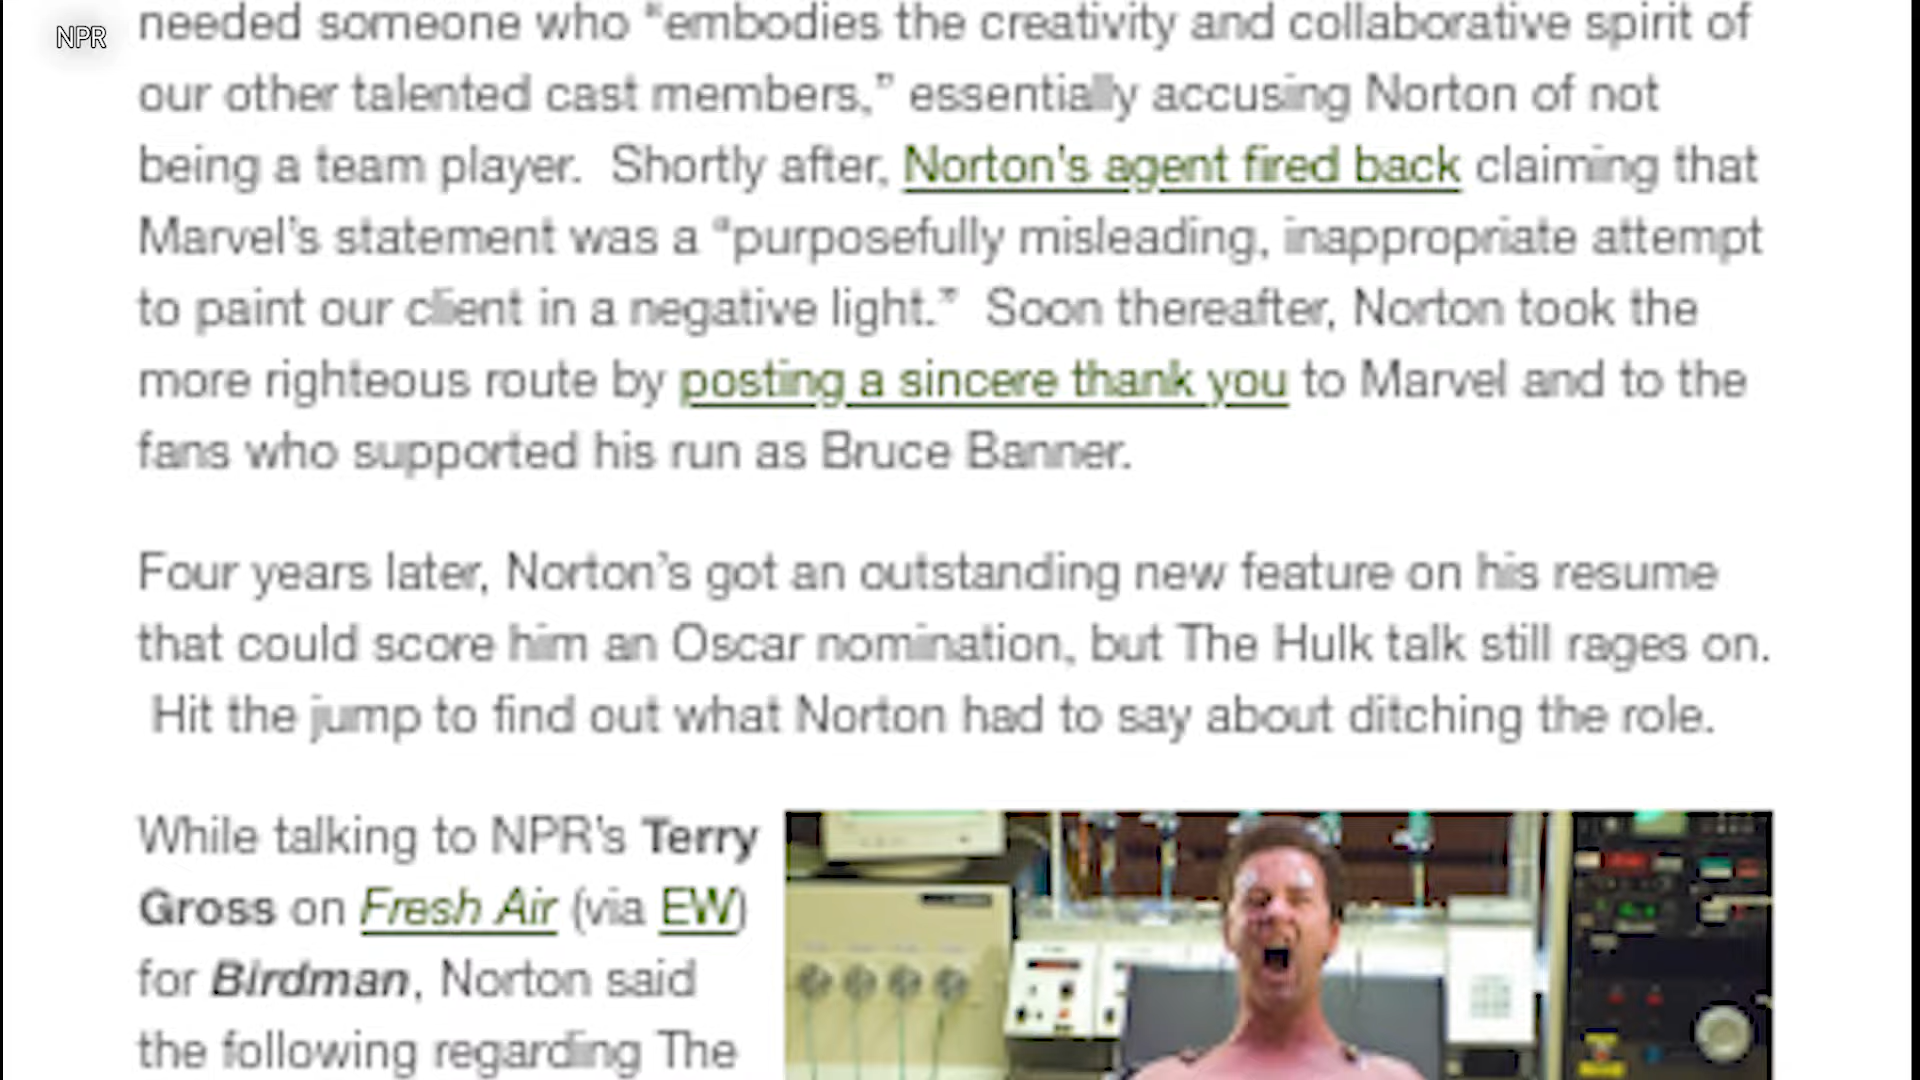 NPR
needed someone who “embodies the creativity and collaborative spirit of
our other talented cast members,” essentially accusing Norton of not
being a team player.  Shortly after, Norton's agent fired back claiming that
Marvel’s statement was a “purposefully misleading, inappropriate attempt
to paint our client in a negative light.”  Soon thereafter, Norton took the
more righteous route by posting a sincere thank you to Marvel and to the
fans who supported his run as Bruce Banner.
Four years later, Norton’s got an outstanding new feature on his resume
that could score him an Oscar nomination, but The Hulk talk still rages on.
Hit the jump to find out what Norton had to say about ditching the role.
While talking to NPR’s Terry
Gross on Fresh Air (via EW)
for Birdman, Norton said
the following regarding The